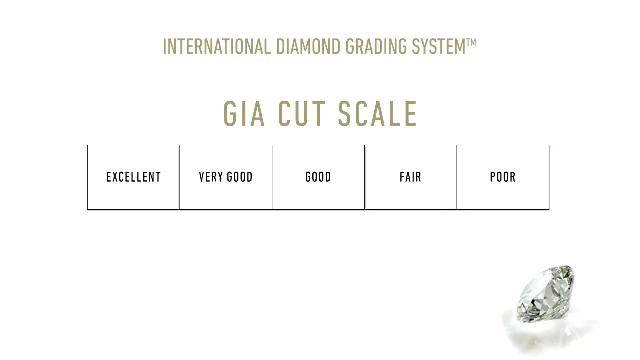 INTERNATIONAL DIAMOND GRADING SYSTEM™
GIA CUT SCALE
EXCELLENT VERY GOOD GOOD FAIR POOR